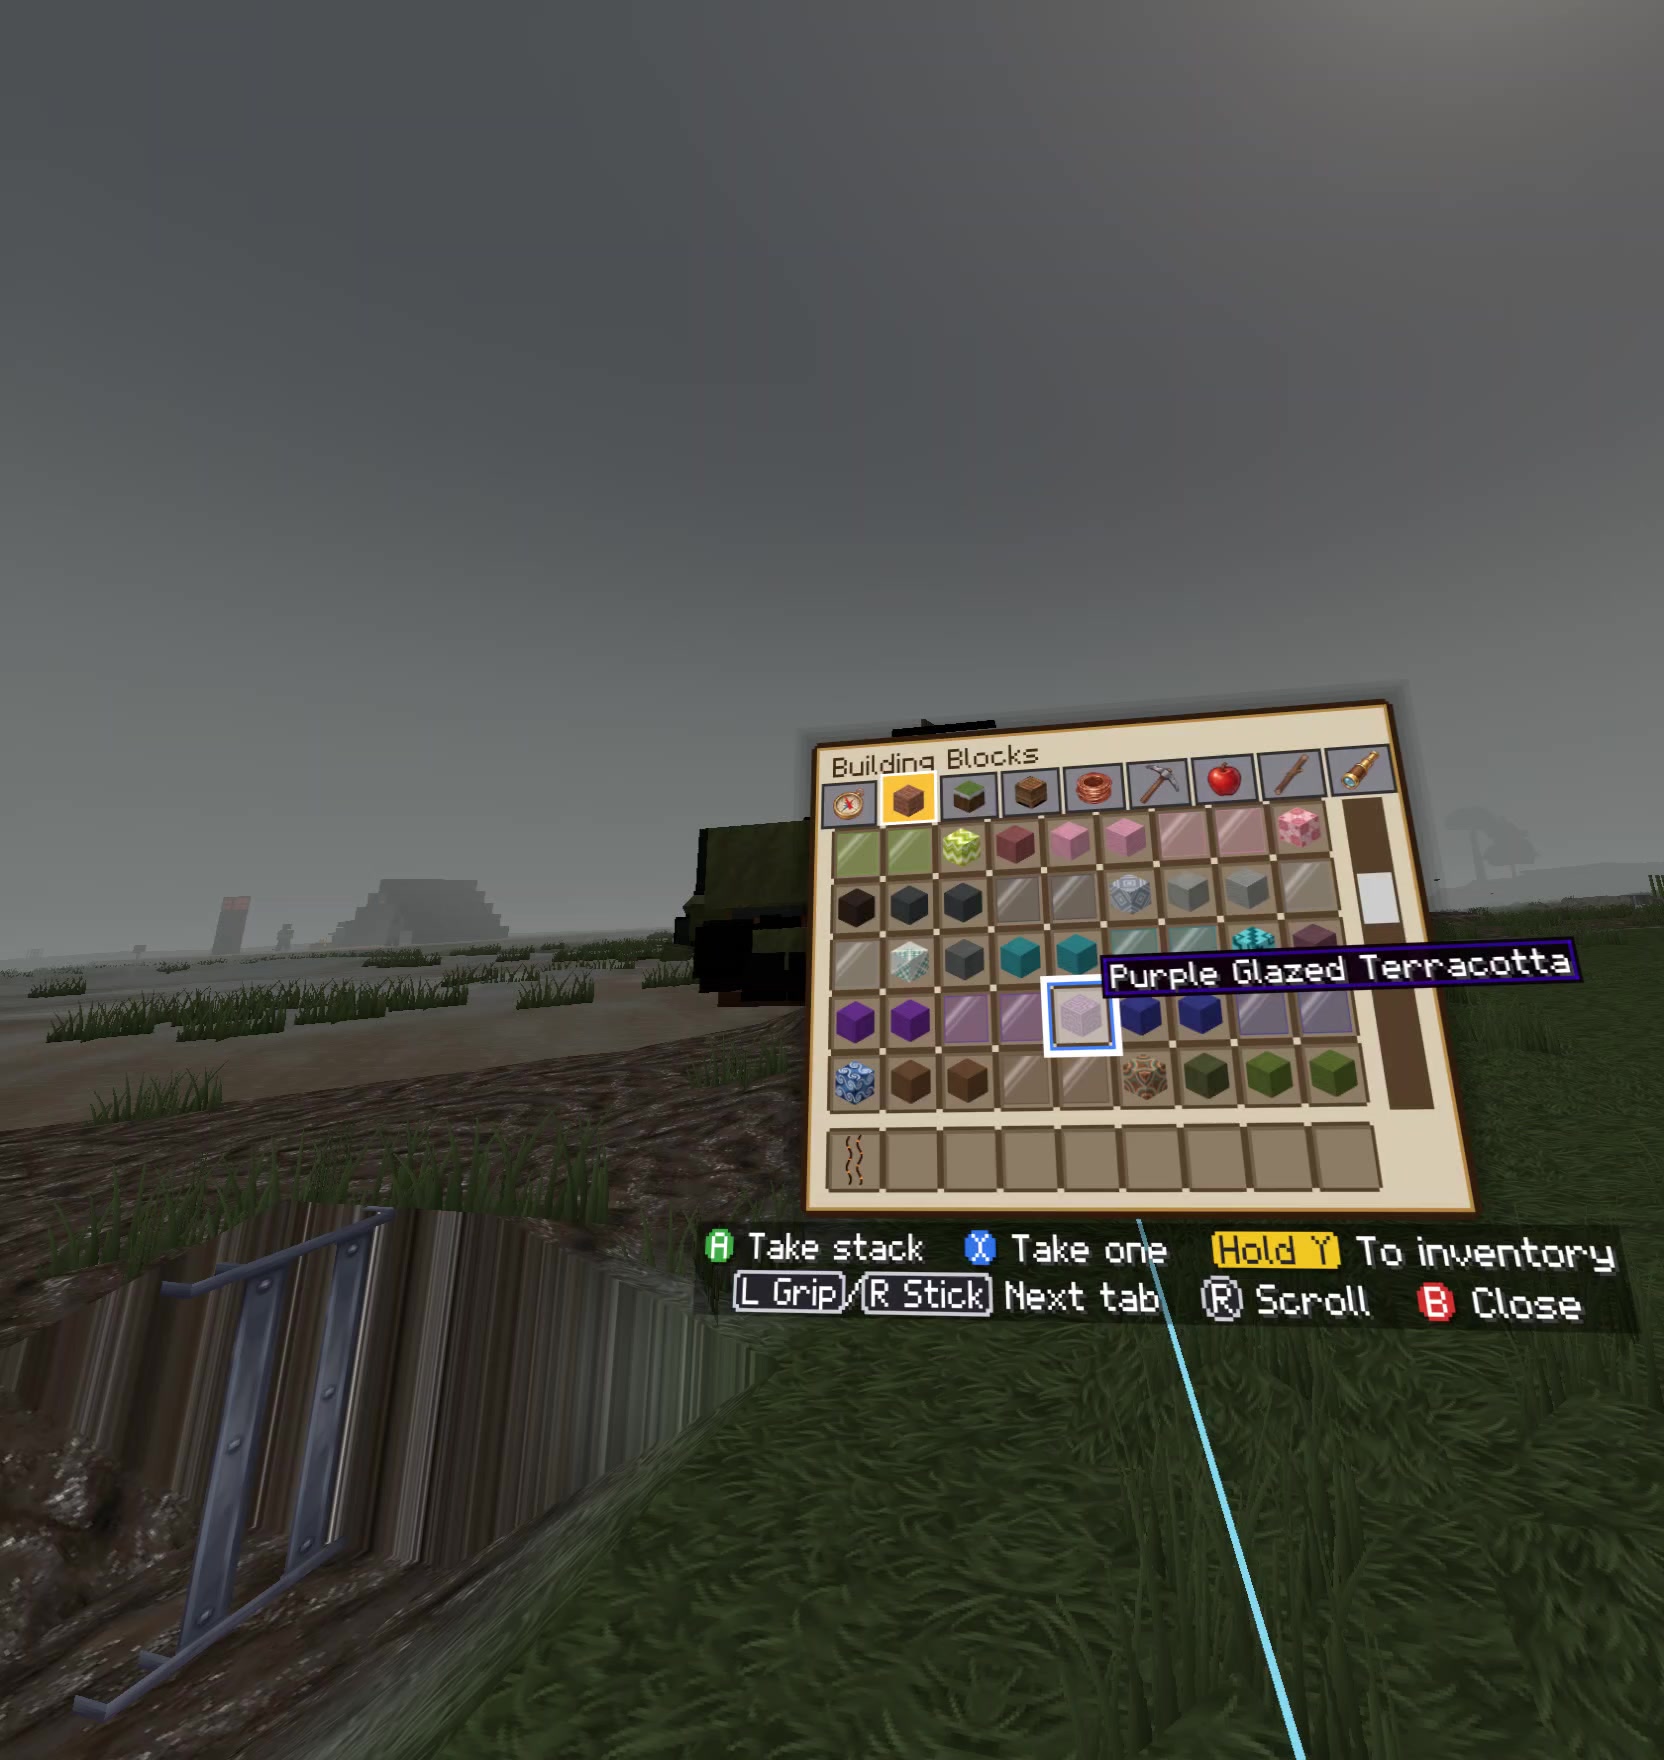 Building Blocks
Purple Glazed Terracotta
A Take stack X Take one Hold Y To inventory
L Grip/R Stick Next tab R Scroll B Close